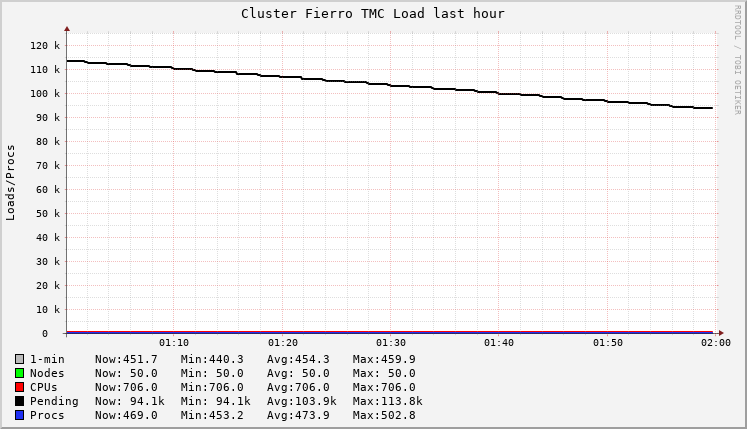 Cluster Fierro TMC Load last hour
RRDTOOL / TOBI OETIKER
Loads/Procs
120 k
110 k
100 k
90 k
80 k
70 k
60 k
50 k
40 k
30 k
20 k
10 k
0
01:10 01:20 01:30 01:40 01:50 02:00
1-min Now:451.7 Min:440.3 Avg:454.3 Max:459.9
Nodes Now: 50.0 Min: 50.0 Avg: 50.0 Max: 50.0
CPUs Now:706.0 Min:706.0 Avg:706.0 Max:706.0
Pending Now: 94.1k Min: 94.1k Avg:103.9k Max:113.8k
Procs Now:469.0 Min:453.2 Avg:473.9 Max:502.8